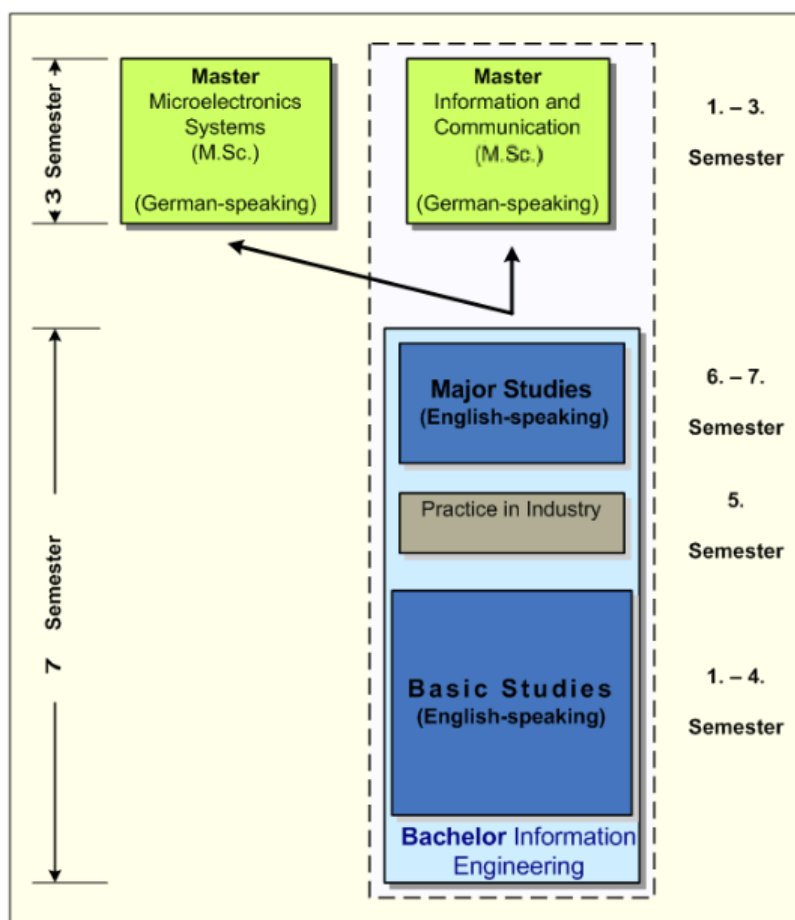 3 Semester
Master
Microelectronics
Systems
(M.Sc.)
(German-speaking)
Master
Information and
Communication
(M.Sc.)
(German-speaking)
1. – 3.
Semester
7 Semester
Major Studies
(English-speaking)
6. – 7.
Semester
Practice in Industry
5.
Semester
Basic Studies
(English-speaking)
1. – 4.
Semester
Bachelor Information
Engineering